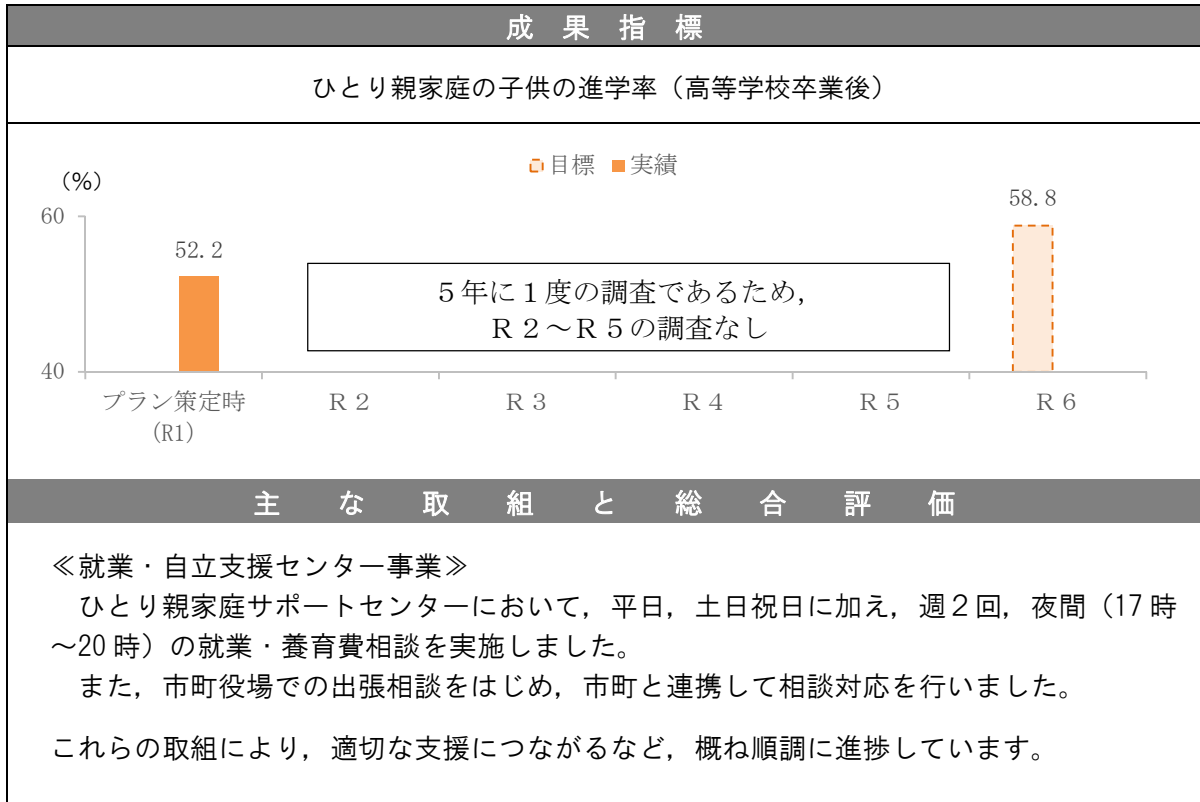 成果指標
ひとり親家庭の子供の進学率（高等学校卒業後）
目標 実績
(%)
58.8
60
52.2
５年に１度の調査であるため，
Ｒ２～Ｒ５の調査なし
40
プラン策定時 Ｒ２ Ｒ３ Ｒ４ Ｒ５ Ｒ６
(R1)
主な取組と総合評価
≪就業・自立支援センター事業≫
ひとり親家庭サポートセンターにおいて，平日，土日祝日に加え，週２回，夜間（17時
～20時）の就業・養育費相談を実施しました。
また，市町役場での出張相談をはじめ，市町と連携して相談対応を行いました。
これらの取組により，適切な支援につながるなど，概ね順調に進捗しています。